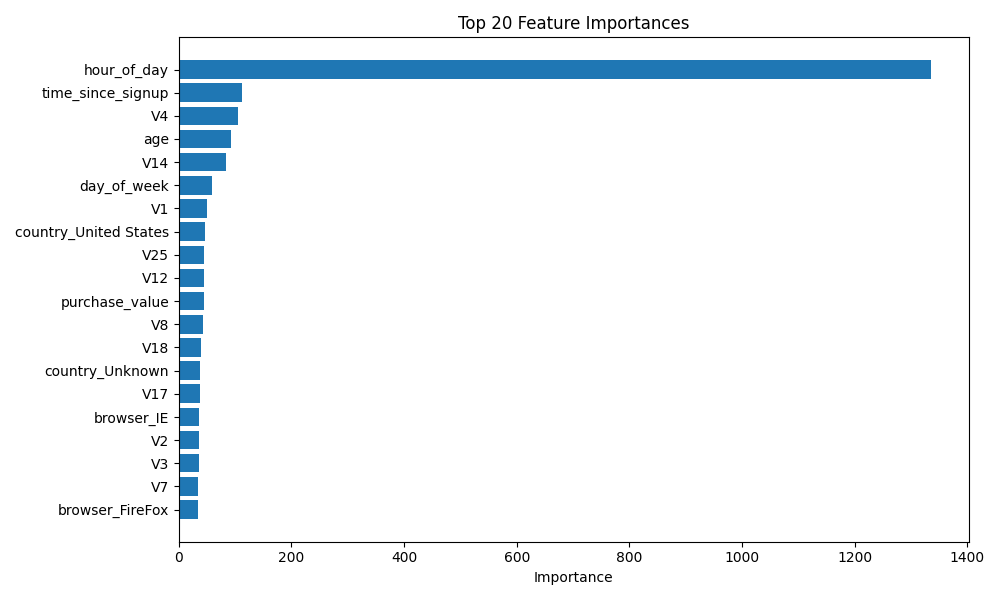 Top 20 Feature Importances
hour_of_day
time_since_signup
V4
age
V14
day_of_week
V1
country_United States
V25
V12
purchase_value
V8
V18
country_Unknown
V17
browser_IE
V2
V3
V7
browser_FireFox
0 200 400 600 800 1000 1200 1400
Importance